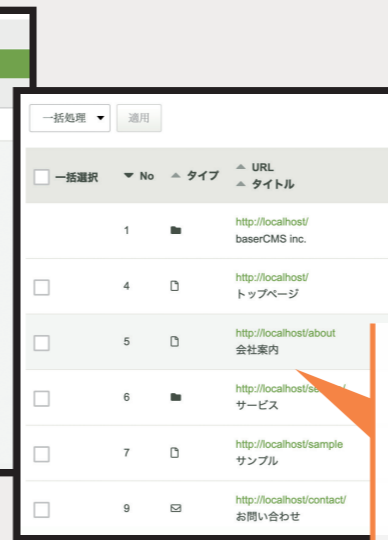 一括処理 ▼ 適用
一括選択 ▼ No ▲ タイプ ▲ URL
▲ タイトル
1 http://localhost/
baserCMS inc.
4 http://localhost/
トップページ
5 http://localhost/about
会社案内
6 http://localhost/
サービス
7 http://localhost/sample
サンプル
9 http://localhost/contact/
お問い合わせ